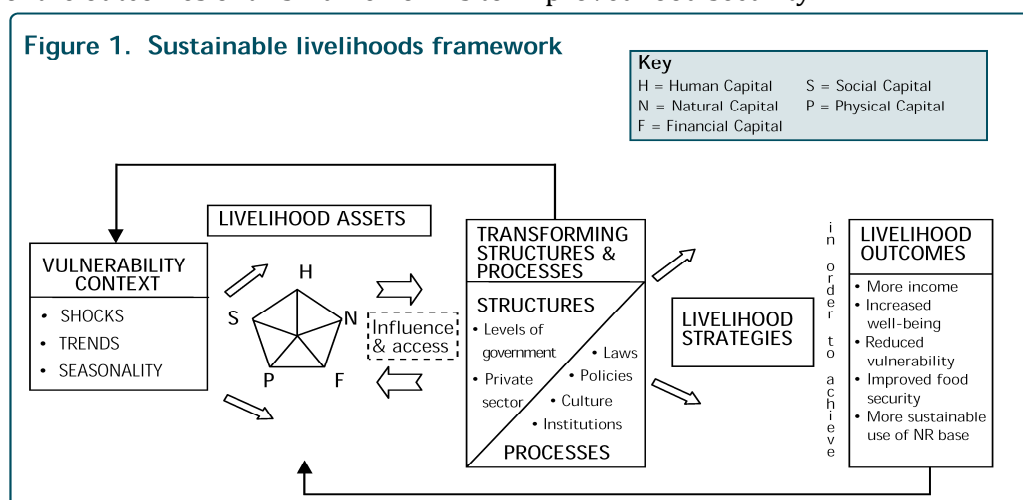 Figure 1. Sustainable livelihoods framework
Key
H = Human Capital S = Social Capital
N = Natural Capital P = Physical Capital
F = Financial Capital
LIVELIHOOD ASSETS
VULNERABILITY
CONTEXT
• SHOCKS
• TRENDS
• SEASONALITY
H
S
N
P
F
Influence
& access
TRANSFORMING
STRUCTURES &
PROCESSES
STRUCTURES
• Levels of
government
• Private
sector
• Laws
• Policies
• Culture
• Institutions
PROCESSES
LIVELIHOOD
STRATEGIES
in order to achieve
LIVELIHOOD
OUTCOMES
• More income
• Increased
well-being
• Reduced
vulnerability
• Improved food
security
• More sustainable
use of NR base